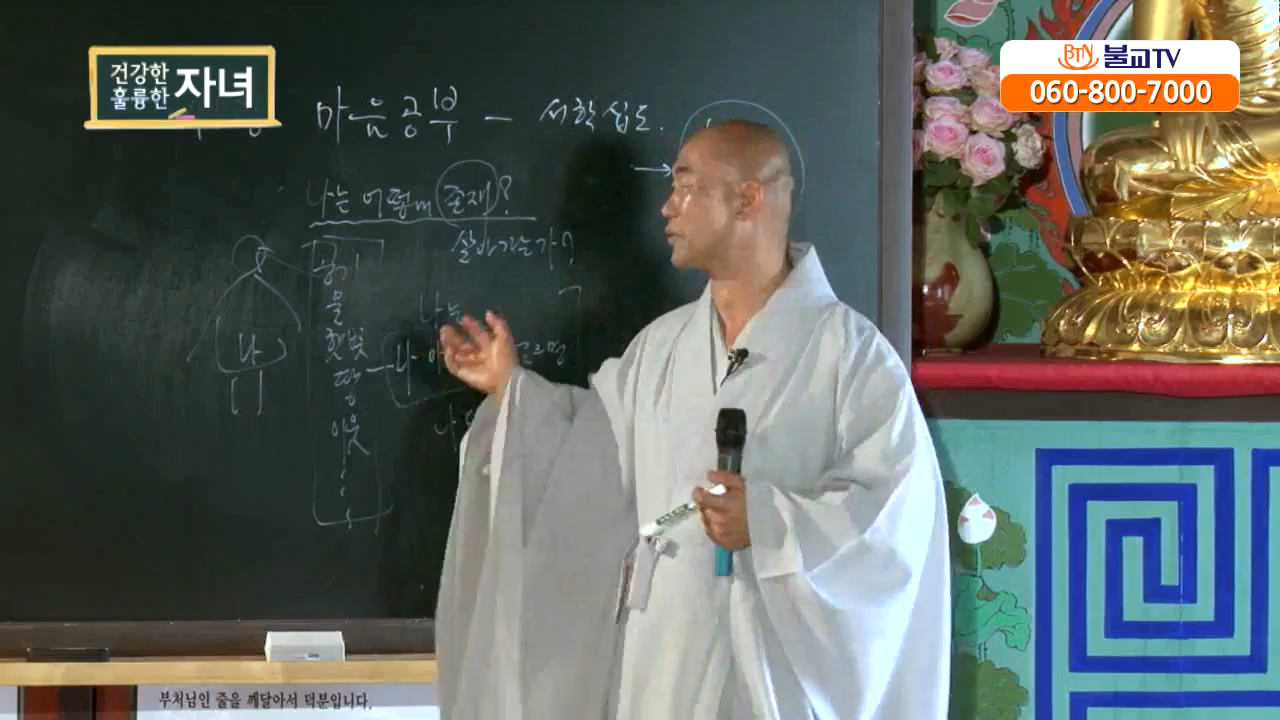 건강한
훌륭한 자녀
BTN 불교TV
060-800-7000
마음공부 - 서학십도.
나는 어떻게 존재?
살아가는가?
공기
물
햇빛
땅 - 나
이웃
나는
나
부처님인 줄을 깨달아서 덕분입니다.